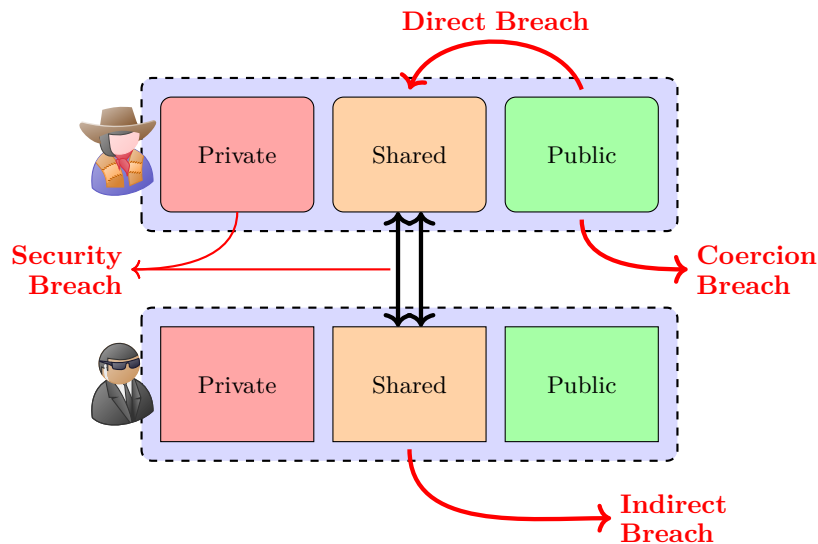 Direct Breach
Private
Shared
Public
Security
Breach
Coercion
Breach
Private
Shared
Public
Indirect
Breach